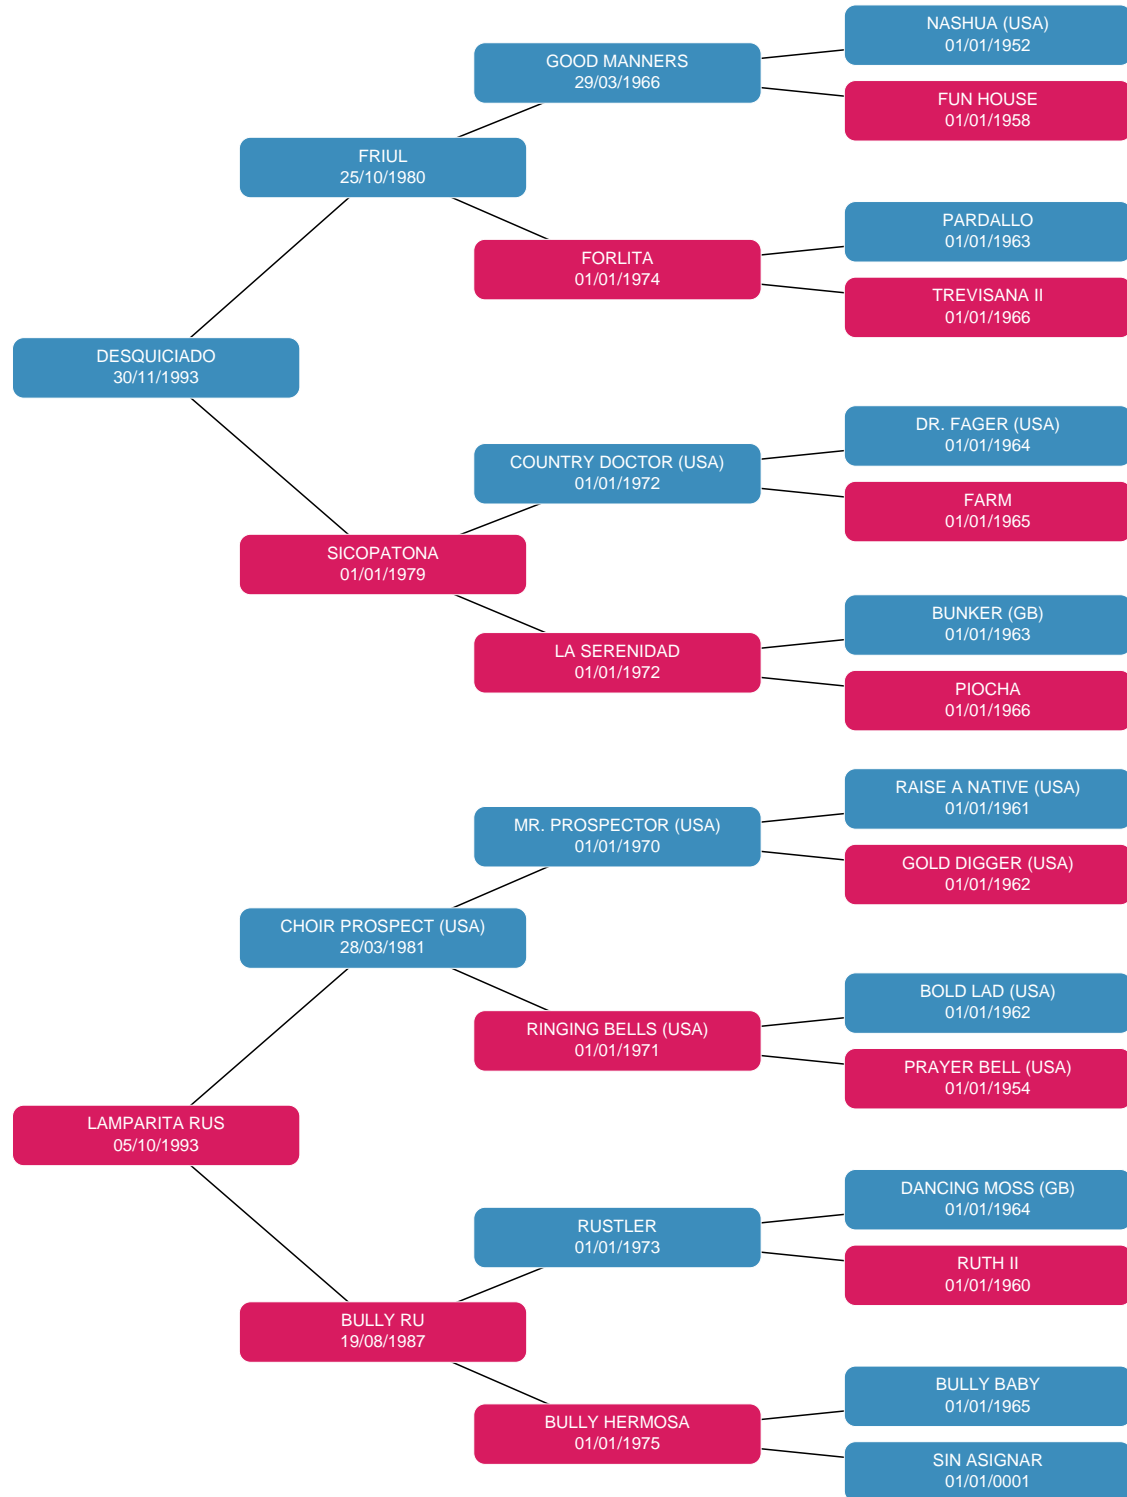 NASHUA (USA)
01/01/1952
GOOD MANNERS
29/03/1966
FUN HOUSE
01/01/1958
FRIUL
25/10/1980
PARDALLO
01/01/1963
FORLITA
01/01/1974
TREVISANA II
01/01/1966
DESQUICIADO
30/11/1993
DR. FAGER (USA)
01/01/1964
COUNTRY DOCTOR (USA)
01/01/1972
FARM
01/01/1965
SICOPATONA
01/01/1979
BUNKER (GB)
01/01/1963
LA SERENIDAD
01/01/1972
PIOCHA
01/01/1966
RAISE A NATIVE (USA)
01/01/1961
MR. PROSPECTOR (USA)
01/01/1970
GOLD DIGGER (USA)
01/01/1962
CHOIR PROSPECT (USA)
28/03/1981
BOLD LAD (USA)
01/01/1962
RINGING BELLS (USA)
01/01/1971
PRAYER BELL (USA)
01/01/1954
LAMPARITA RUS
05/10/1993
DANCING MOSS (GB)
01/01/1964
RUSTLER
01/01/1973
RUTH II
01/01/1960
BULLY RU
19/08/1987
BULLY BABY
01/01/1965
BULLY HERMOSA
01/01/1975
SIN ASIGNAR
01/01/0001